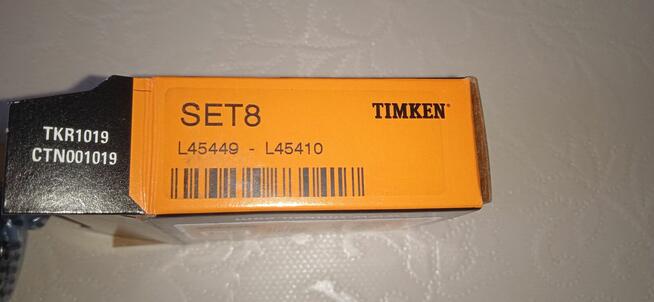 TKR1019
CTN001019
SET8
TIMKEN®
L45449 - L45410